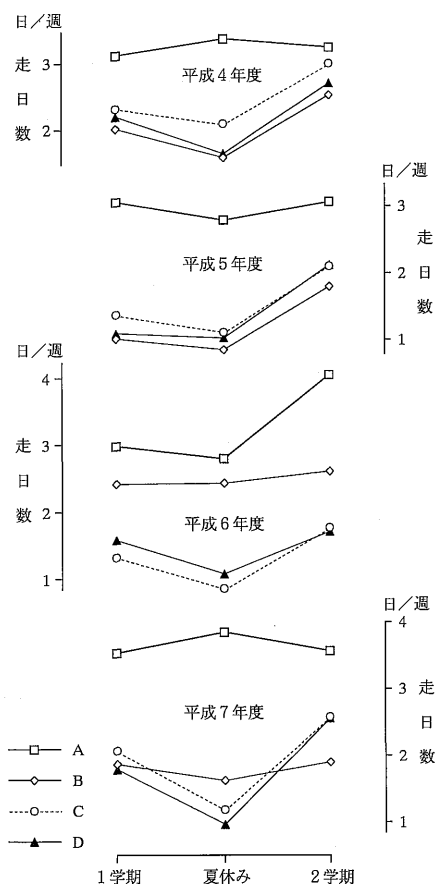 日／週
3
走
日
数
2
平成4年度
日／週
3
走
日
数
2
1
平成5年度
日／週
4
3
走
日
数
2
1
平成6年度
日／週
4
3
走
日
数
2
1
平成7年度
A
B
C
D
1学期 夏休み 2学期